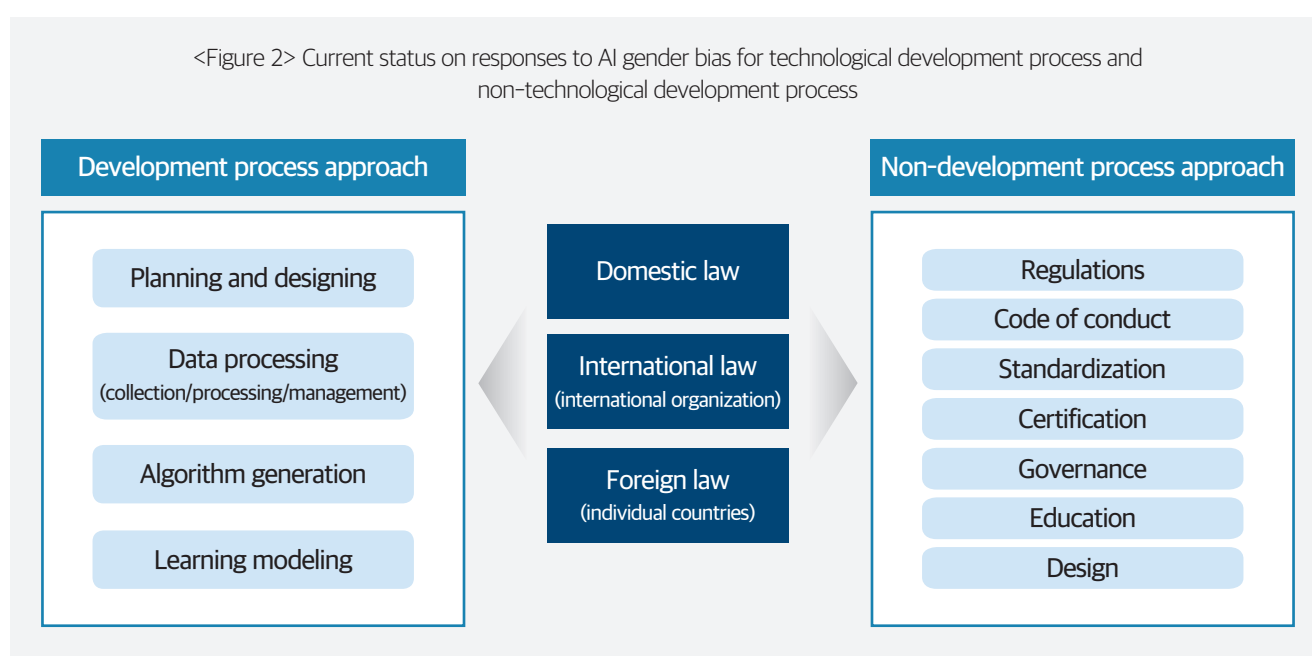 <Figure 2> Current status on responses to AI gender bias for technological development process and
non-technological development process
Development process approach
Planning and designing
Data processing
(collection/processing/management)
Algorithm generation
Learning modeling
Domestic law
International law
(international organization)
Foreign law
(individual countries)
Non-development process approach
Regulations
Code of conduct
Standardization
Certification
Governance
Education
Design